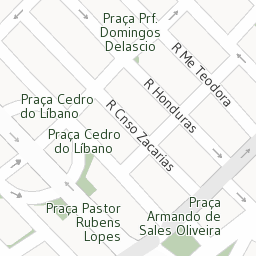 Praça Prf.
Domingos
Delascio
R Me Teodora
R Honduras
Praça Cedro
do Líbano
R Cnso Zacarias
Praça Cedro
do Líbano
Praça Pastor
Rubens
Lopes
Praça
Armando de
Sales Oliveira